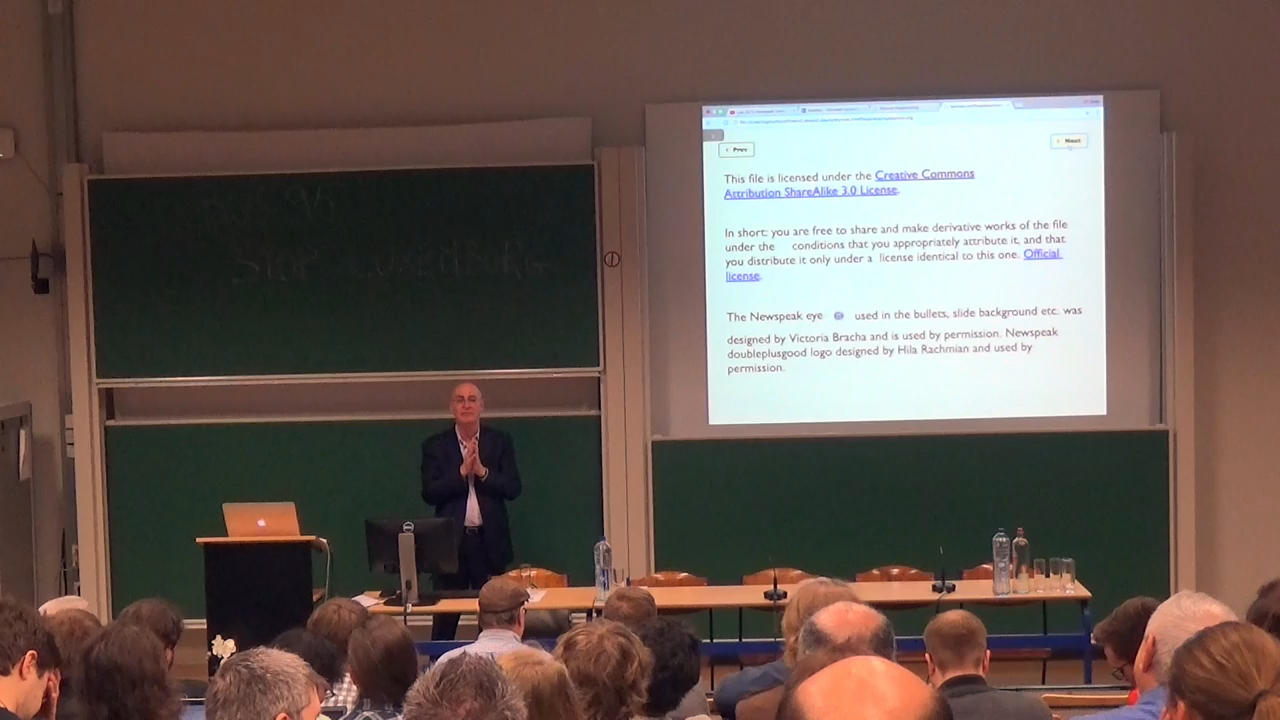 STOP LUXEMBURG
‹ Prev
› Next
This file is licensed under the Creative Commons
Attribution ShareAlike 3.0 License.
In short: you are free to share and make derivative works of the file
under the conditions that you appropriately attribute it, and that
you distribute it only under a license identical to this one. Official
license.
The Newspeak eye used in the bullets, slide background etc. was
designed by Victoria Bracha and is used by permission. Newspeak
doubleplusgood logo designed by Hila Rachmian and used by
permission.